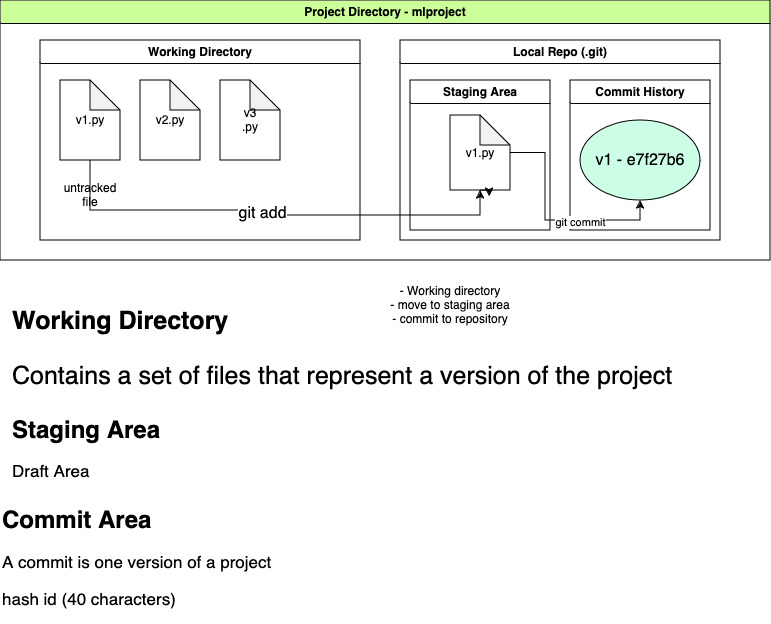 Project Directory - mlproject
Working Directory
Local Repo (.git)
Staging Area
Commit History
v1.py
v2.py
v3
.py
v1.py
v1 - e7f27b6
untracked
file
git add
git commit
- Working directory
- move to staging area
- commit to repository
Working Directory
Contains a set of files that represent a version of the project
Staging Area
Draft Area
Commit Area
A commit is one version of a project
hash id (40 characters)